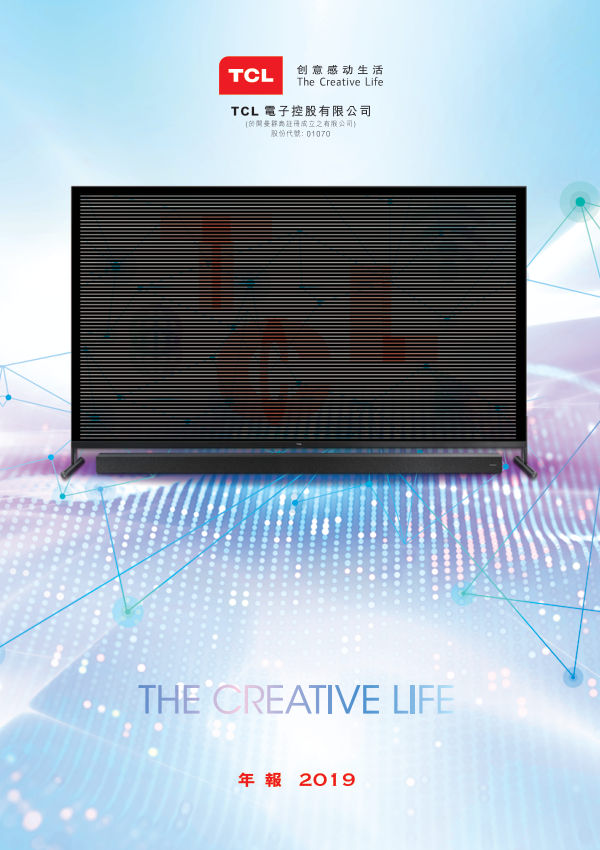 TCL
创意感动生活
The Creative Life
TCL 電子控股有限公司
(於開曼群島註冊成立之有限公司)
股份代號: 01070
T
L
C
TCL
THE CREATIVE LIFE
年報 2019